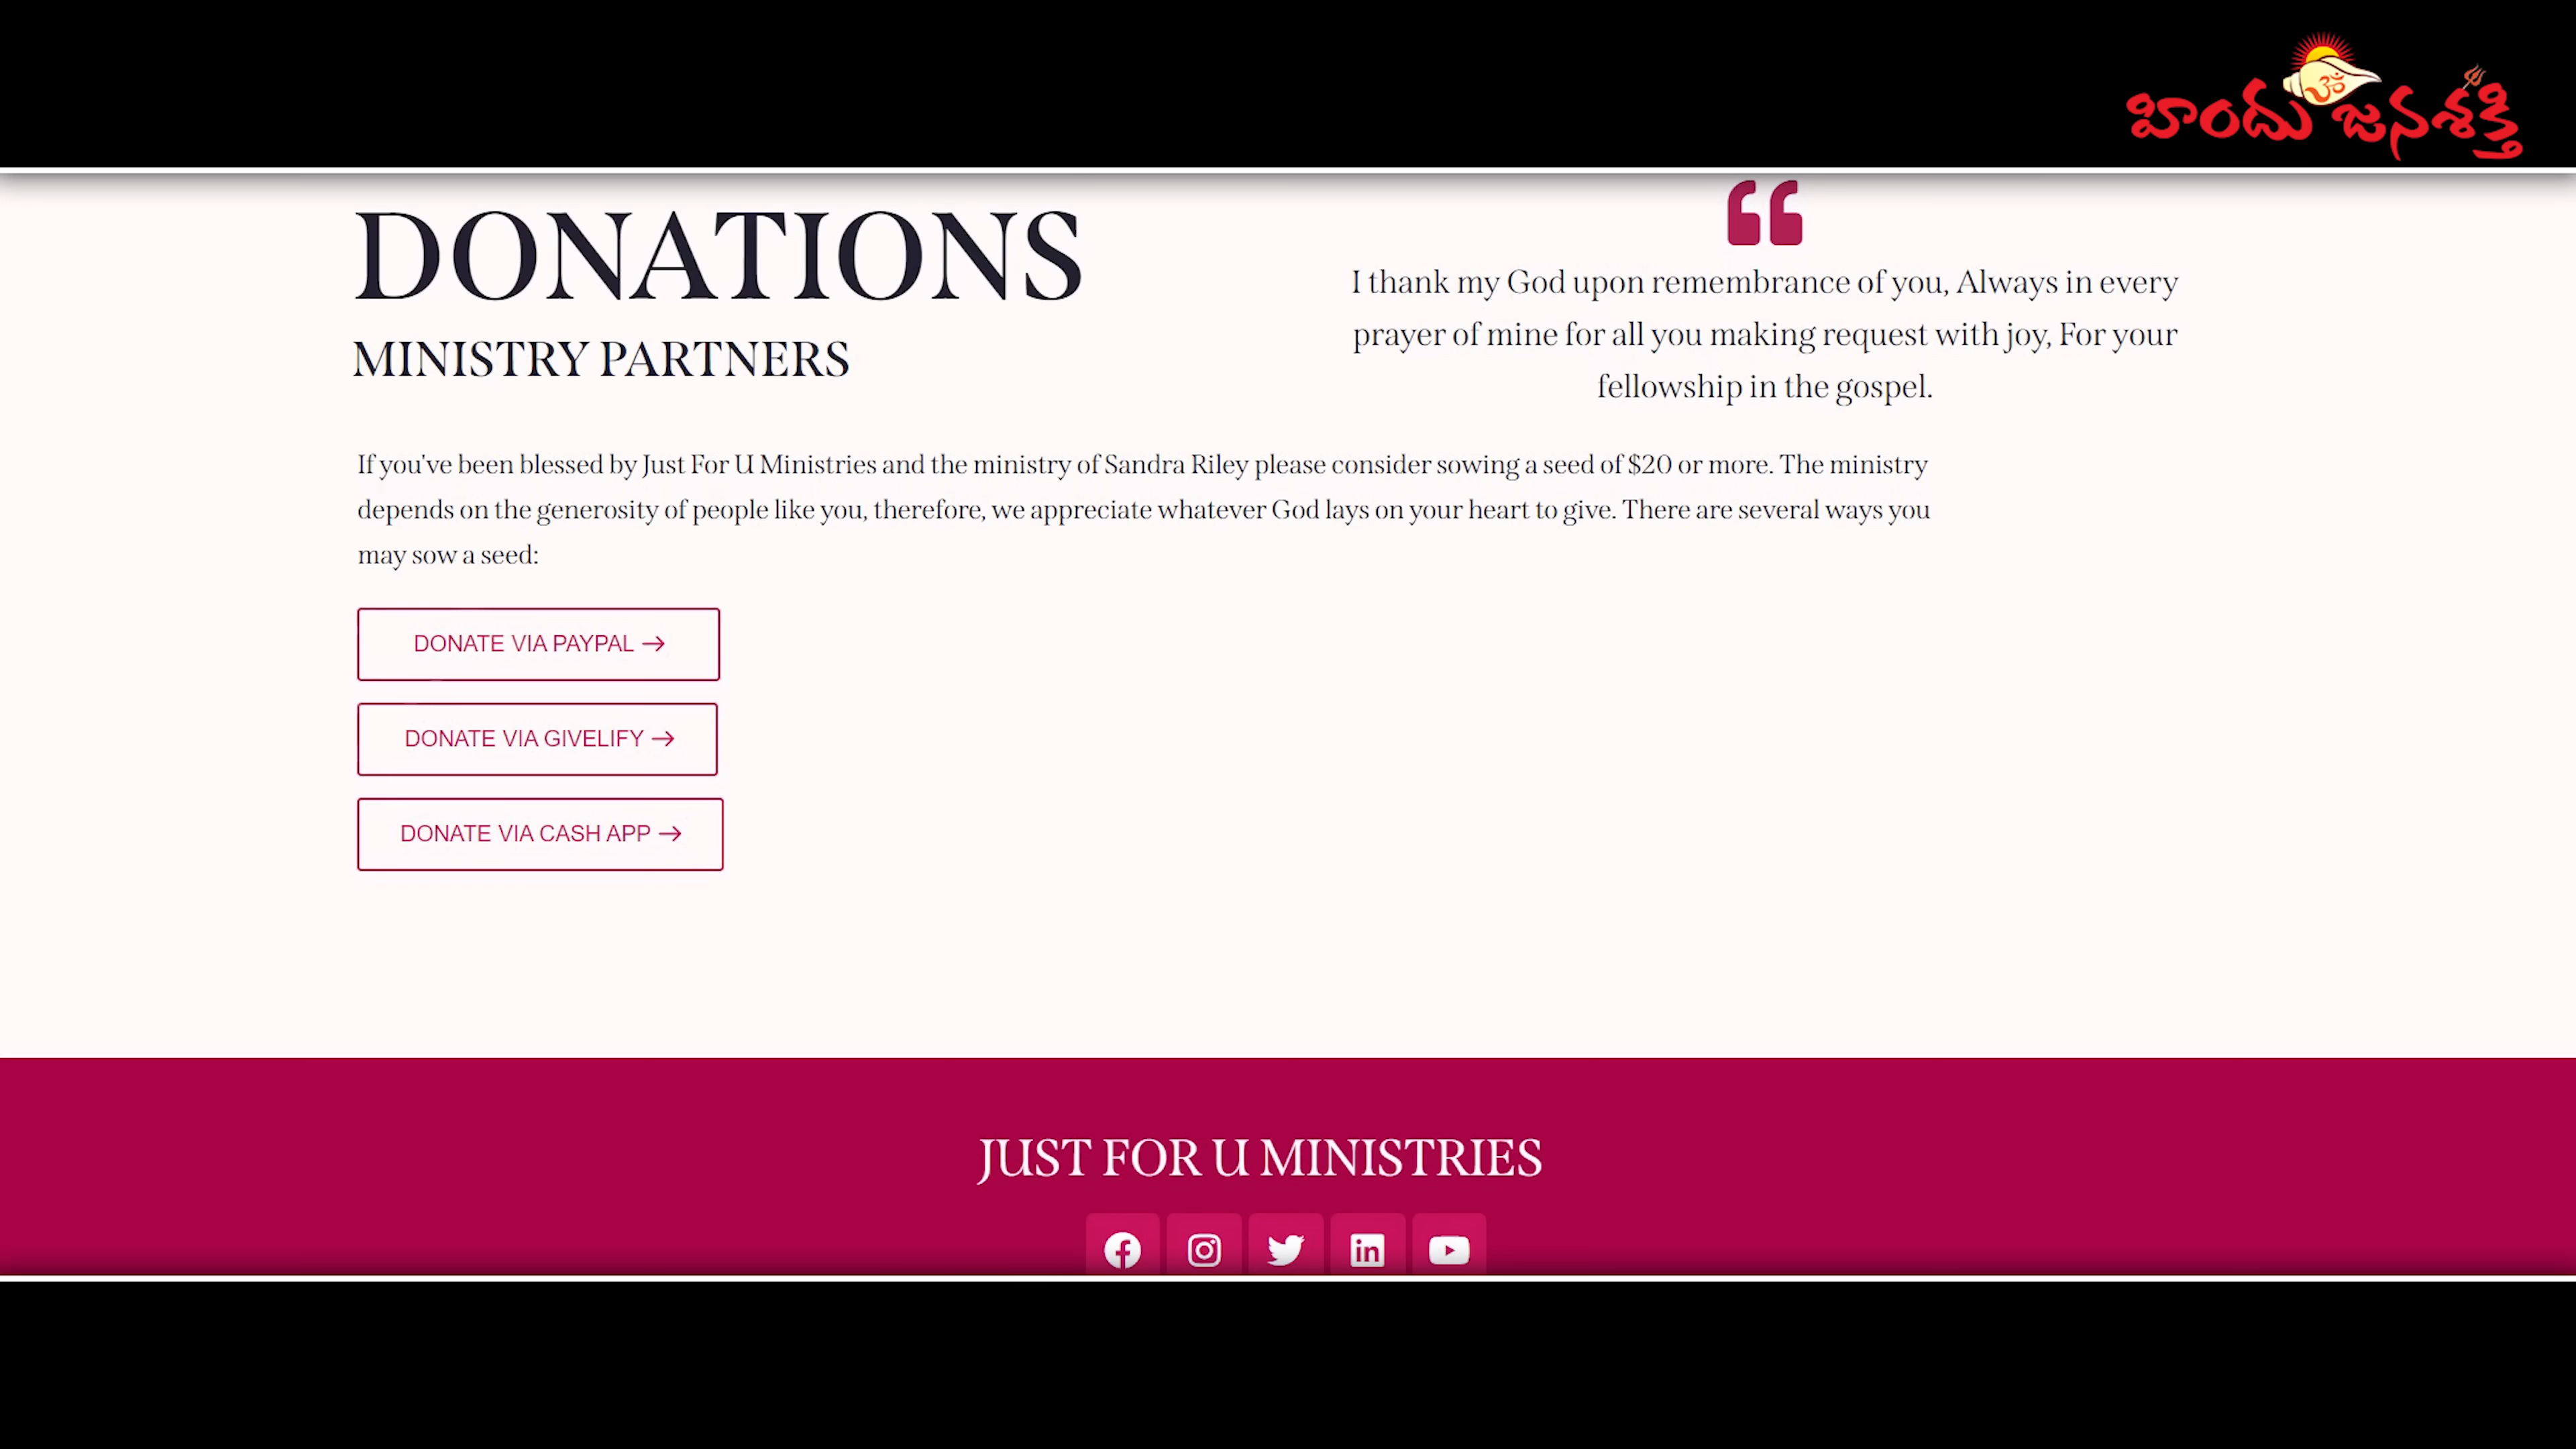 హిందు జనశక్తి
DONATIONS
MINISTRY PARTNERS
I thank my God upon remembrance of you, Always in every
prayer of mine for all you making request with joy, For your
fellowship in the gospel.
If you've been blessed by Just For U Ministries and the ministry of Sandra Riley please consider sowing a seed of $20 or more. The ministry
depends on the generosity of people like you, therefore, we appreciate whatever God lays on your heart to give. There are several ways you
may sow a seed:
DONATE VIA PAYPAL →
DONATE VIA GIVELIFY →
DONATE VIA CASH APP →
JUST FOR U MINISTRIES